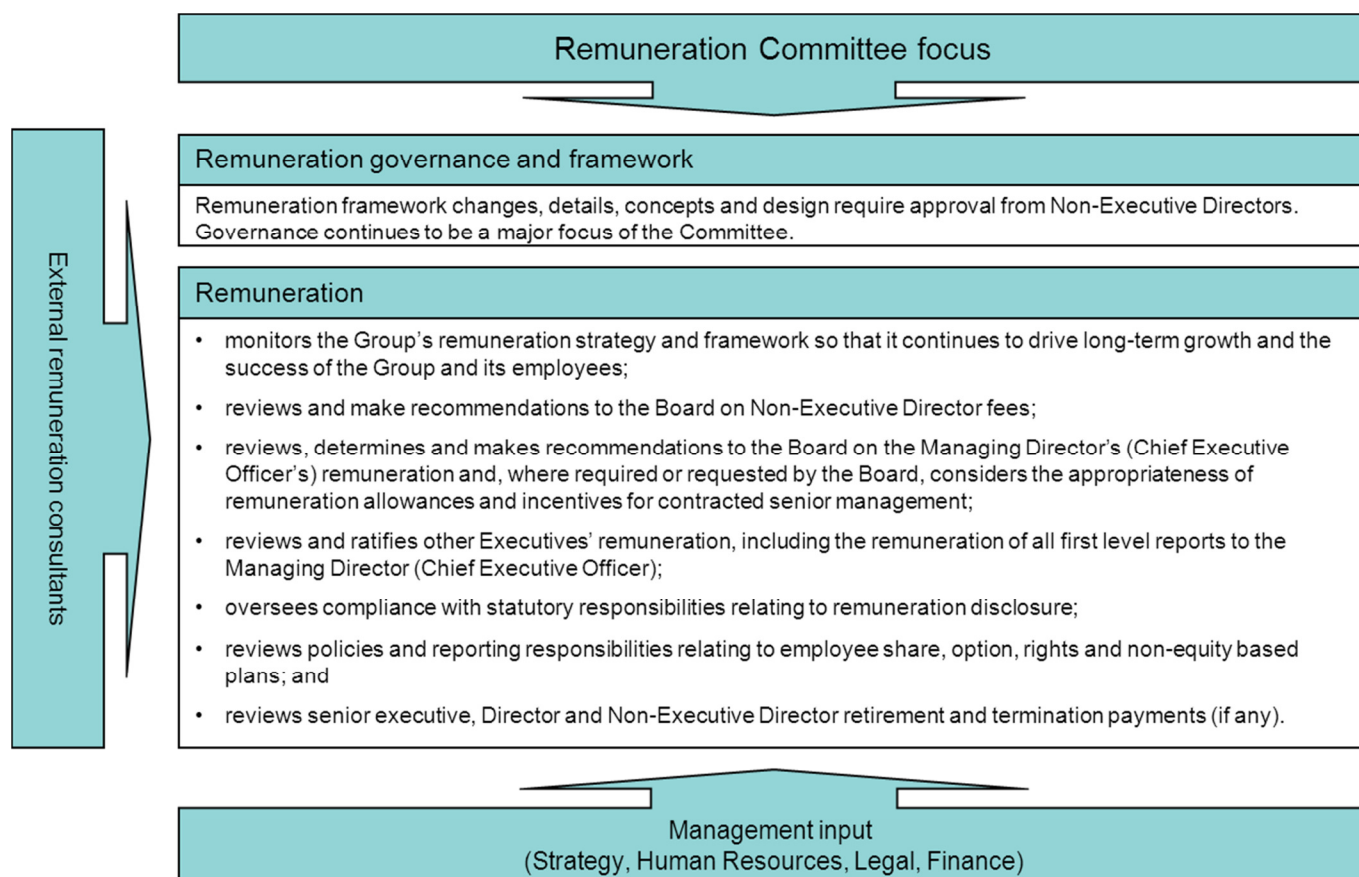 Remuneration Committee focus
External remuneration consultants
Remuneration governance and framework
Remuneration framework changes, details, concepts and design require approval from Non-Executive Directors.
Governance continues to be a major focus of the Committee.
Remuneration
• monitors the Group's remuneration strategy and framework so that it continues to drive long-term growth and the
success of the Group and its employees;
• reviews and make recommendations to the Board on Non-Executive Director fees;
• reviews, determines and makes recommendations to the Board on the Managing Director's (Chief Executive
Officer's) remuneration and, where required or requested by the Board, considers the appropriateness of
remuneration allowances and incentives for contracted senior management;
• reviews and ratifies other Executives' remuneration, including the remuneration of all first level reports to the
Managing Director (Chief Executive Officer);
• oversees compliance with statutory responsibilities relating to remuneration disclosure;
• reviews policies and reporting responsibilities relating to employee share, option, rights and non-equity based
plans; and
• reviews senior executive, Director and Non-Executive Director retirement and termination payments (if any).
Management input
(Strategy, Human Resources, Legal, Finance)